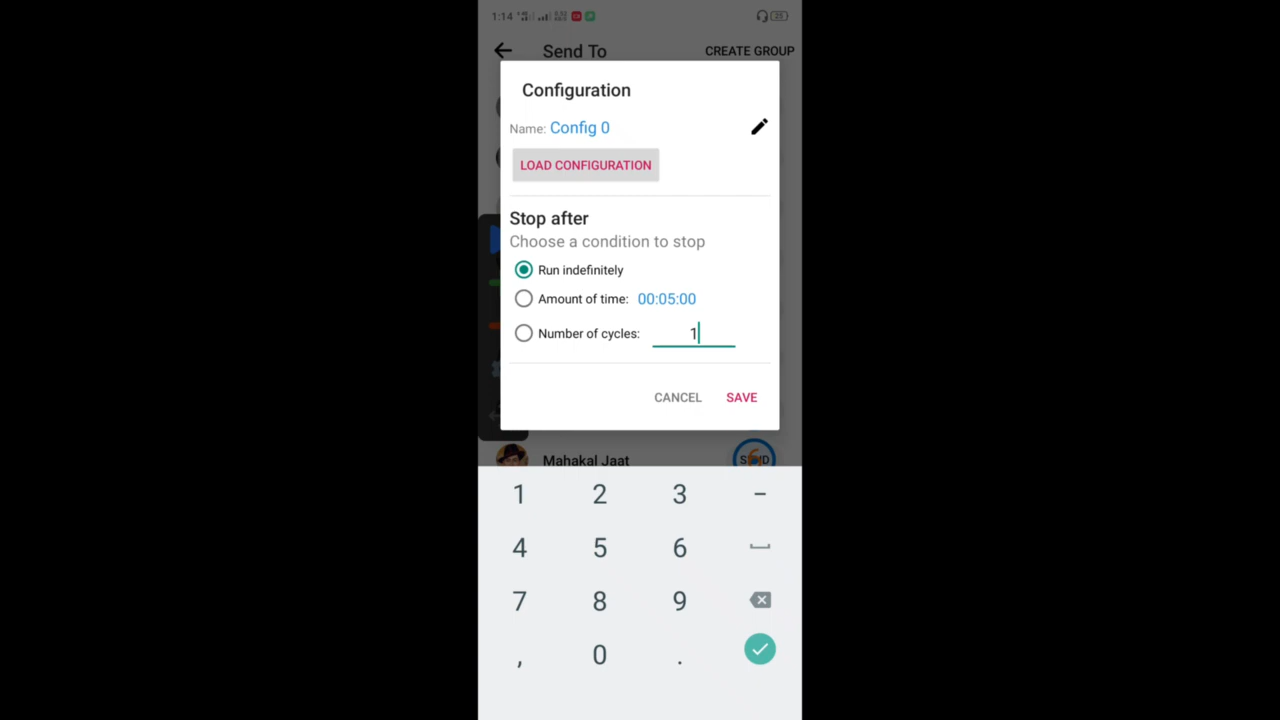 1:14
Send To
CREATE GROUP
Configuration
Name: Config 0
LOAD CONFIGURATION
Stop after
Choose a condition to stop
Run indefinitely
Amount of time: 00:05:00
Number of cycles: 1
CANCEL
SAVE
Mahakal Jaat
1 2 3 -
4 5 6
7 8 9
, 0 .